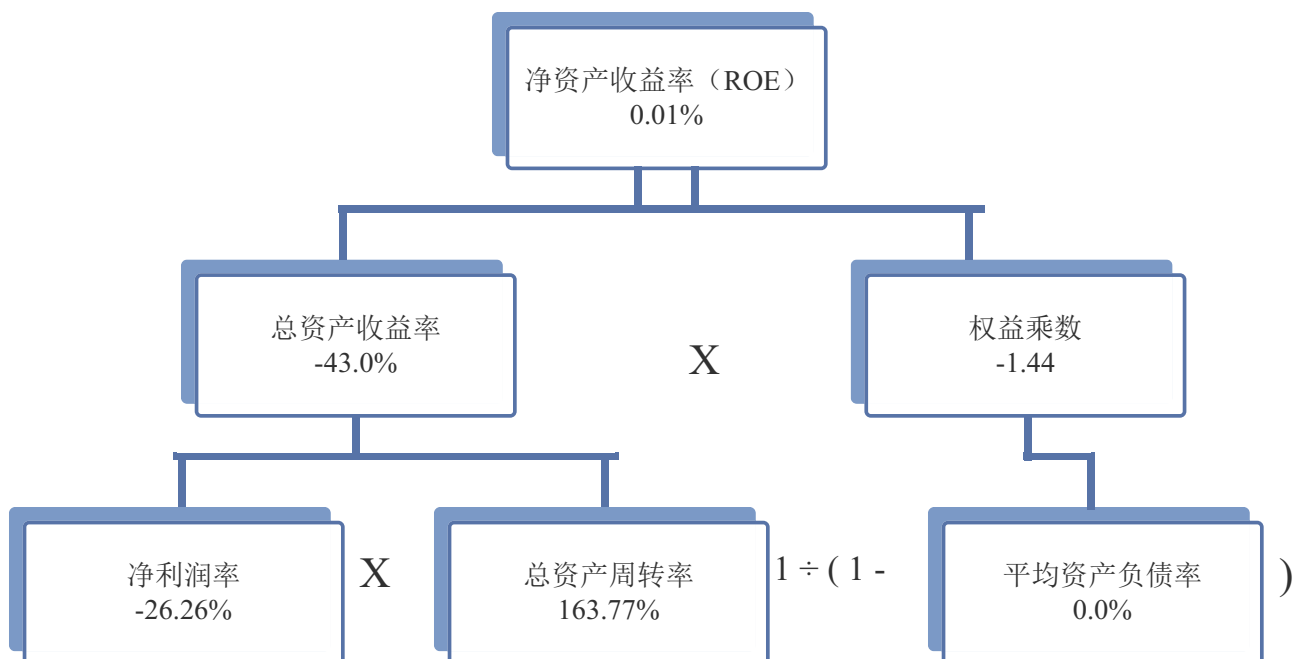 净资产收益率（ROE）
0.01%
总资产收益率
-43.0%
X
权益乘数
-1.44
净利润率
-26.26%
X
总资产周转率
163.77%
1 ÷ ( 1 -
平均资产负债率
0.0%
)